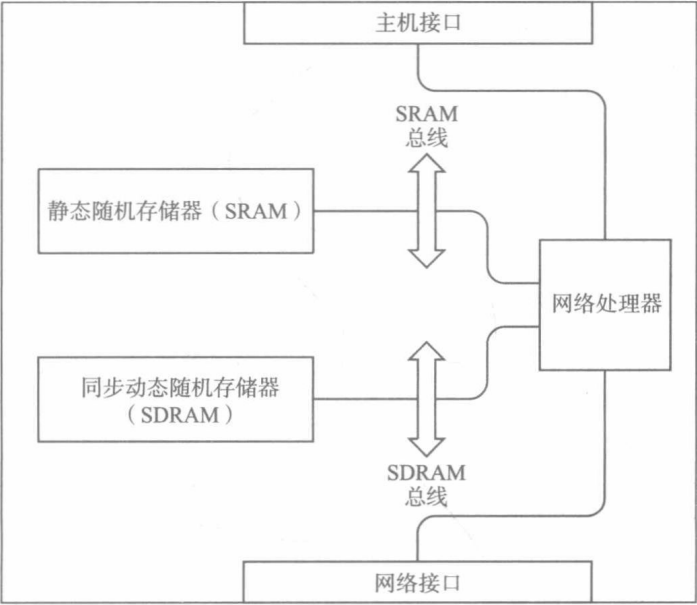 主机接口
SRAM
总线
静态随机存储器（SRAM）
网络处理器
同步动态随机存储器
（SDRAM）
SDRAM
总线
网络接口